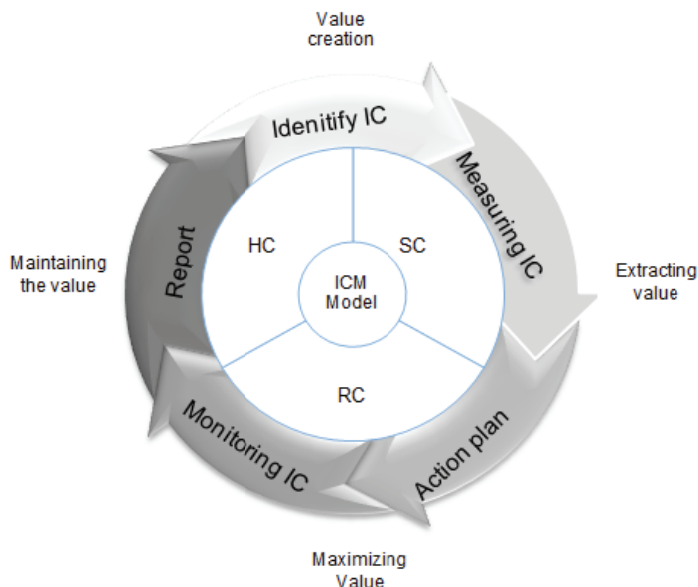 Value
creation
Idenitify IC
Measuring IC
HC
SC
ICM
Model
Report
Maintaining
the value
Extracting
value
RC
Monitoring IC
Action plan
Maximizing
Value